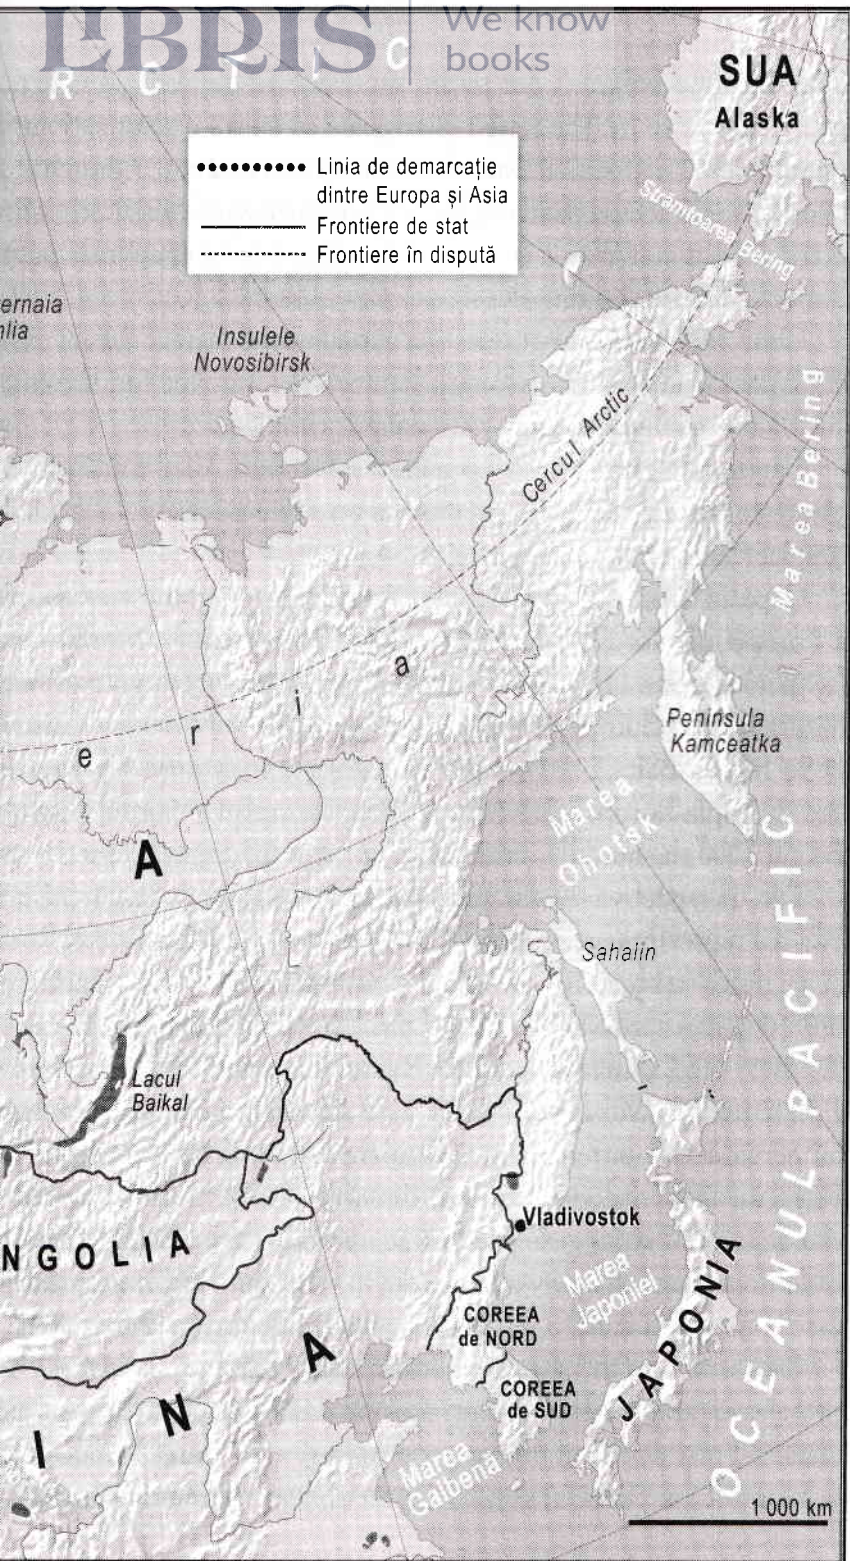 LIBRIS
We know
books
R C T I C
SUA
Alaska
Linia de demarcație
dintre Europa și Asia
Frontiere de stat
Frontiere în dispută
Strâmtoarea Bering
ernaia
Insulele
Novosibirsk
Cercul Arctic
Marea Bering
e r i a
Peninsula
Kamceatka
A
Marea
Ohotsk
Sahalin
OCEANUL PACIFIC
Lacul
Baikal
Vladivostok
NGOLIA
Marea
Japoniei
JAPONIA
COREEA
de NORD
COREEA
de SUD
I N A
Marea
Galbenă
1 000 km